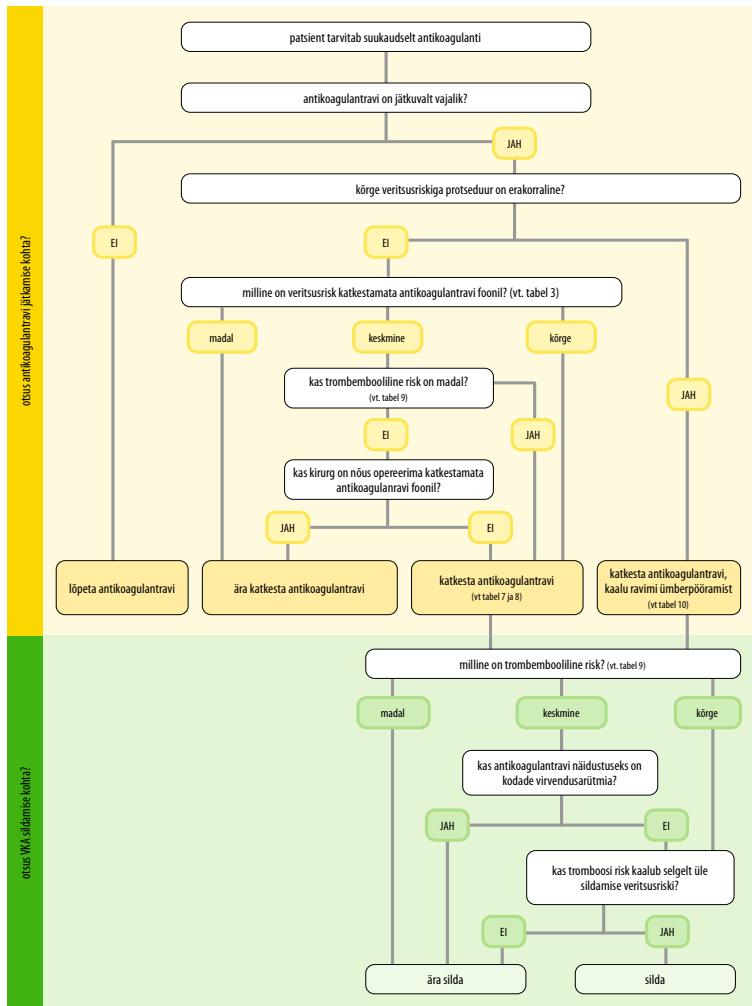 otsus antikoagulantravi jätkamise kohta?
patsient tarvitab suukaudselt antikoagulanti
antikoagulantravi on jätkuvalt vajalik?
JAH
kõrge veritsusriskiga protseduur on erakorraline?
EI
EI
milline on veritsusrisk katkestamata antikoagulantravi foonil? (vt. tabel 3)
madal
keskmine
kõrge
kas trombembooliline risk on madal?
(vt. tabel 9)
JAH
EI
JAH
kas kirurg on nõus opereerima katkestamata
antikoagulanravi foonil?
JAH
EI
lõpeta antikoagulantravi
ära katkesta antikoagulantravi
katkesta antikoagulantravi
(vt tabel 7 ja 8)
katkesta antikoagulantravi,
kaalu ravimi ümberpööramist
(vt tabel 10)
otsus VKA sildamise kohta?
milline on trombembooliline risk? (vt. tabel 9)
madal
keskmine
kõrge
kas antikoagulantravi näidustuseks on
kodade virvendusarütmia?
JAH
EI
kas tromboosi risk kaalub selgelt üle
sildamise veritsusriski?
EI
JAH
ära silda
silda